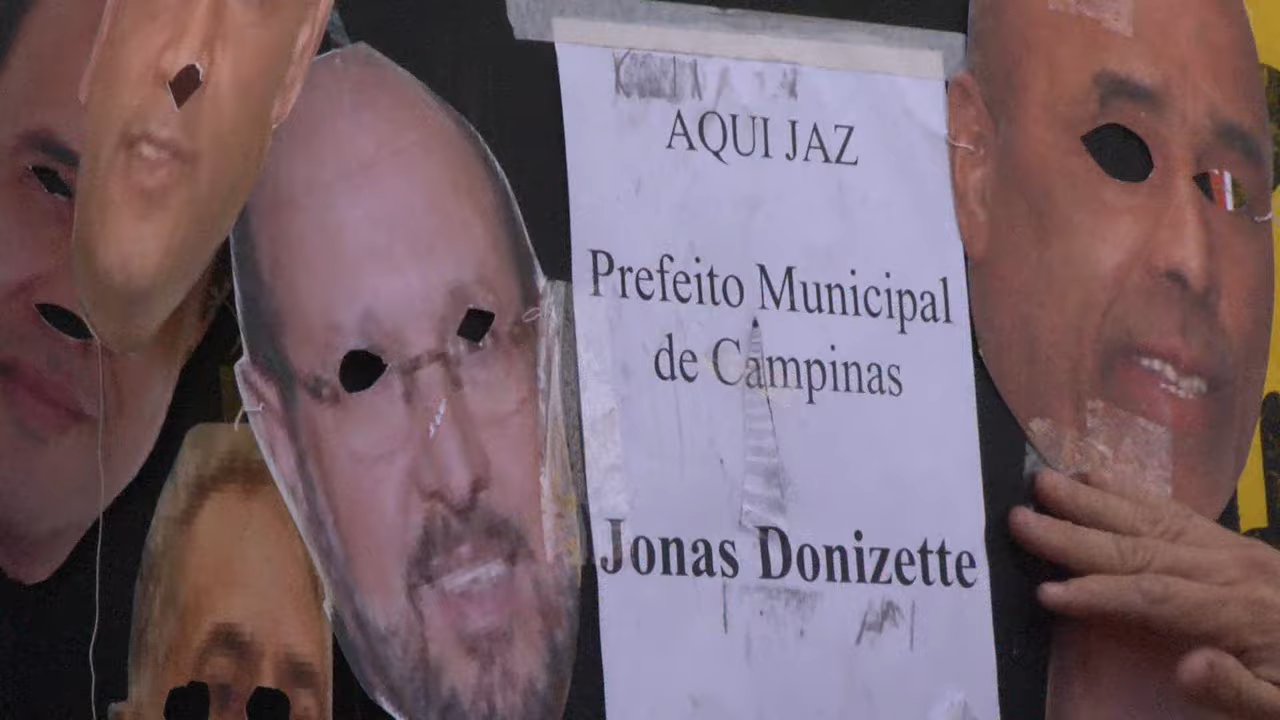 AQUI JAZ
Prefeito Municipal
de Campinas
Jonas Donizette